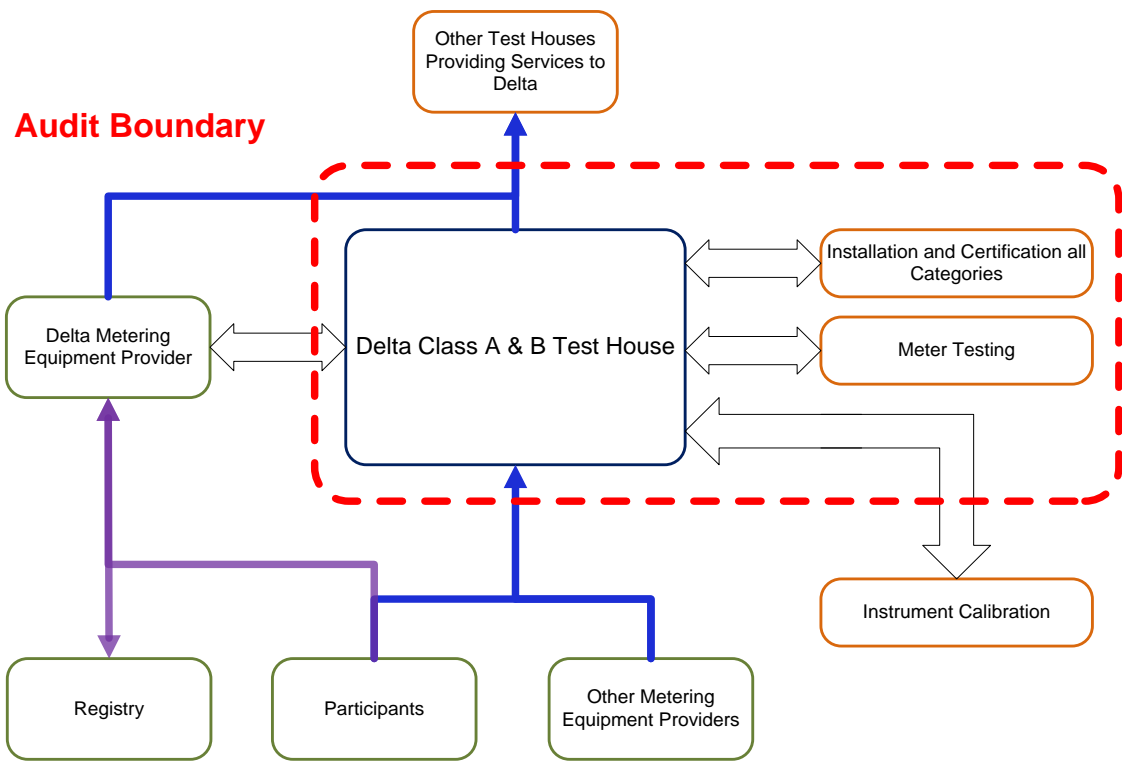 Other Test Houses
Providing Services to
Delta
Audit Boundary
Installation and Certification all
Categories
Delta Metering
Equipment Provider
Delta Class A & B Test House
Meter Testing
Instrument Calibration
Registry
Participants
Other Metering
Equipment Providers